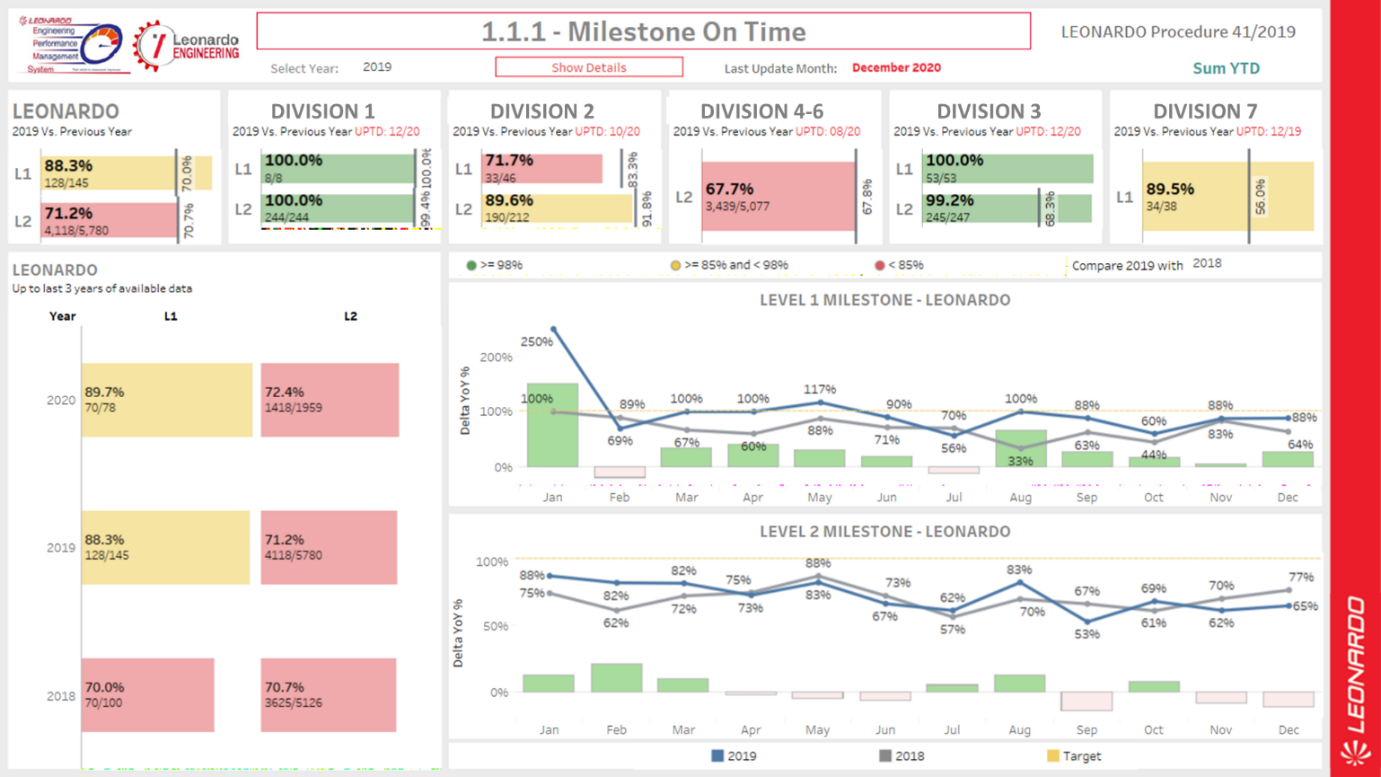 LEONARDO
Engineering
Performance
Management
System
Leonardo
ENGINEERING
1.1.1 - Milestone On Time
LEONARDO Procedure 41/2019
Select Year: 2019
Show Details
Last Update Month: December 2020
Sum YTD
LEONARDO
2019 Vs. Previous Year
L1 88.3% 70.0%
128/145
L2 71.2% 70.7%
4,118/5,780
DIVISION 1
2019 Vs. Previous Year UPTD: 12/20
L1 100.0% 100.0%
8/8
L2 100.0% 99.4%
244/244
DIVISION 2
2019 Vs. Previous Year UPTD: 10/20
L1 71.7% 83.3%
33/46
L2 89.6% 91.8%
190/212
DIVISION 4-6
2019 Vs. Previous Year UPTD: 08/20
L2 67.7% 67.8%
3,439/5,077
DIVISION 3
2019 Vs. Previous Year UPTD: 12/20
L1 100.0%
53/53
L2 99.2% 68.3%
245/247
DIVISION 7
2019 Vs. Previous Year UPTD: 12/19
L1 89.5% 56.0%
34/38
LEONARDO
Up to last 3 years of available data
Year L1 L2
2020 89.7% 72.4%
70/78 1418/1959
2019 88.3% 71.2%
128/145 4118/5780
2018 70.0% 70.7%
70/100 3625/5126
>= 98%
>= 85% and < 98%
< 85%
Compare 2019 with 2018
LEVEL 1 MILESTONE - LEONARDO
Delta YoY %
200%
100%
0%
250% 69% 100% 100% 117% 90% 56% 100% 88% 60% 88% 88%
100% 89% 67% 60% 88% 71% 70% 33% 63% 44% 83% 64%
Jan Feb Mar Apr May Jun Jul Aug Sep Oct Nov Dec
LEVEL 2 MILESTONE - LEONARDO
Delta YoY %
100%
50%
0%
88% 82% 82% 73% 83% 67% 62% 83% 53% 69% 62% 65%
75% 62% 72% 75% 88% 73% 57% 70% 67% 61% 70% 77%
Jan Feb Mar Apr May Jun Jul Aug Sep Oct Nov Dec
2019 2018 Target
LEONARDO